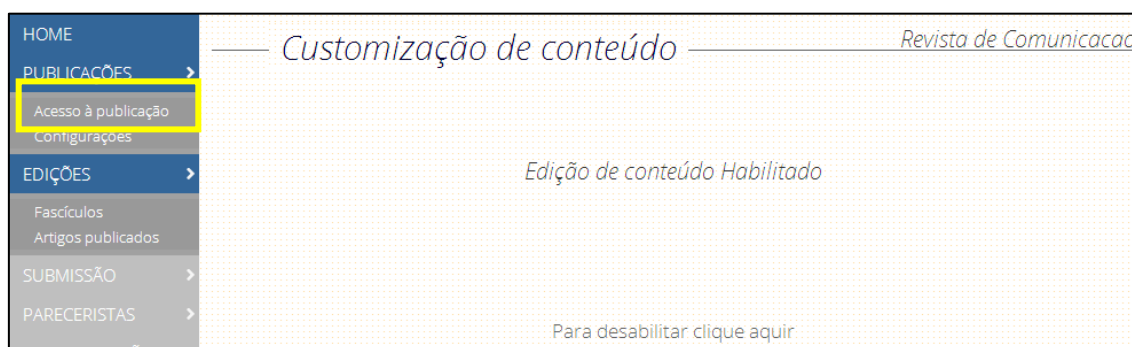 HOME
PUBLICAÇÕES
Acesso à publicação
Configurações
EDIÇÕES
Fascículos
Artigos publicados
SUBMISSÃO
PARECERISTAS
Customização de conteúdo
Revista de Comunicacao
Edição de conteúdo Habilitado
Para desabilitar clique aquir